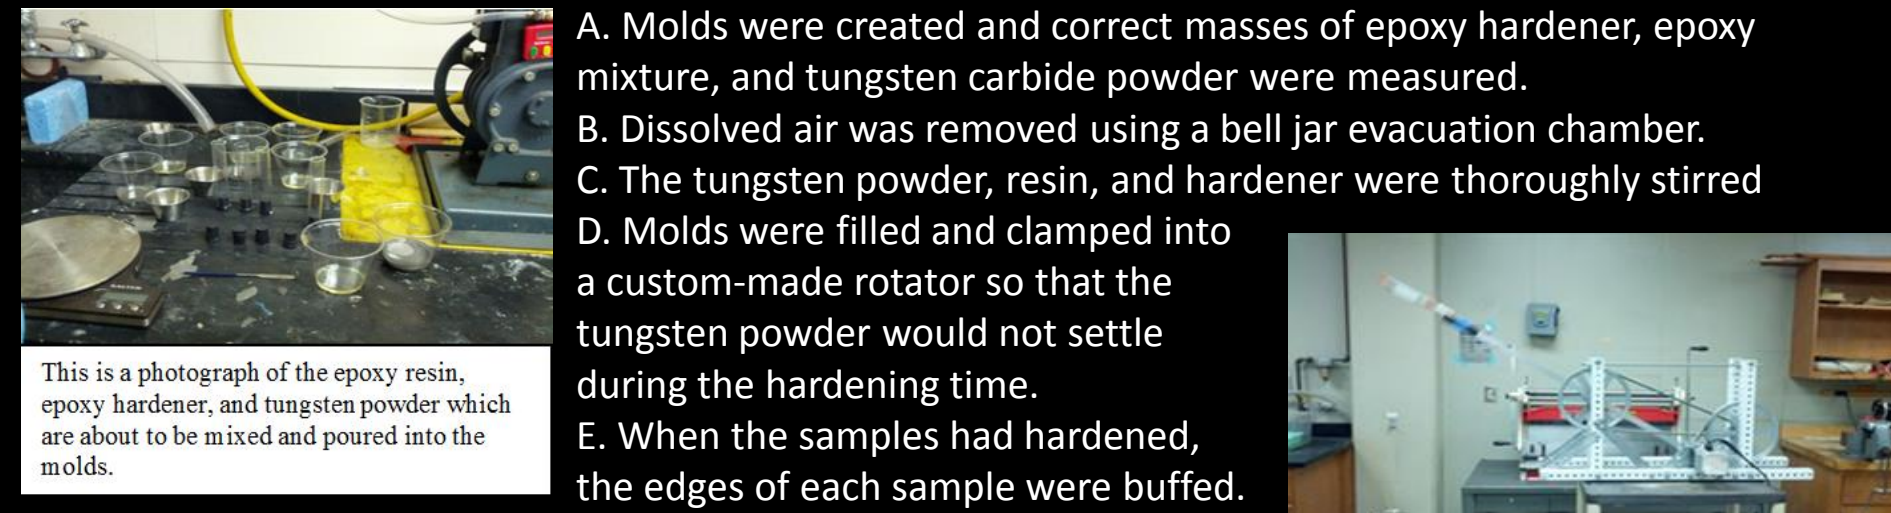 A. Molds were created and correct masses of epoxy hardener, epoxy
mixture, and tungsten carbide powder were measured.
B. Dissolved air was removed using a bell jar evacuation chamber.
C. The tungsten powder, resin, and hardener were thoroughly stirred
D. Molds were filled and clamped into
a custom-made rotator so that the
tungsten powder would not settle
during the hardening time.
E. When the samples had hardened,
the edges of each sample were buffed.
This is a photograph of the epoxy resin,
epoxy hardener, and tungsten powder which
are about to be mixed and poured into the
molds.